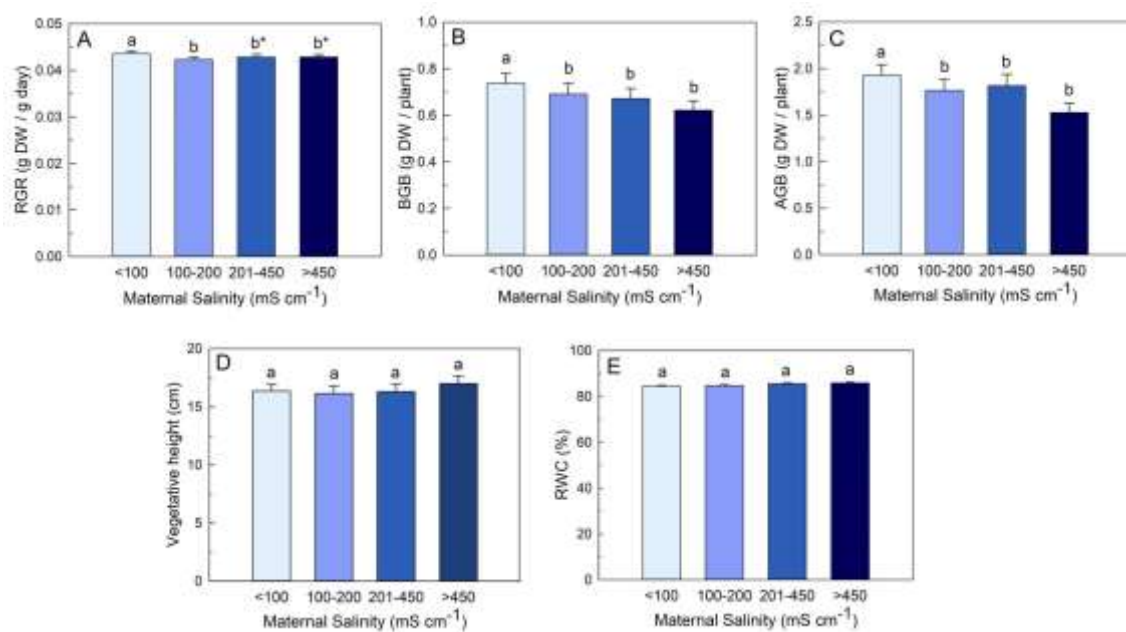 A
RGR (g DW / g day)
0.05
0.04
0.03
0.02
0.01
0.00
a b b* b*
<100 100-200 201-450 >450
Maternal Salinity (mS cm⁻¹)
B
BGB (g DW / plant)
1.0
0.8
0.6
0.4
0.2
0.0
a b b b
<100 100-200 201-450 >450
Maternal Salinity (mS cm⁻¹)
C
AGB (g DW / plant)
2.5
2.0
1.5
1.0
.5
0.0
a b b b
<100 100-200 201-450 >450
Maternal Salinity (mS cm⁻¹)
D
Vegetative height (cm)
20
15
10
5
0
a a a a
<100 100-200 201-450 >450
Maternal Salinity (mS cm⁻¹)
E
RWC (%)
100
80
60
40
20
0
a a a a
<100 100-200 201-450 >450
Maternal Salinity (mS cm⁻¹)